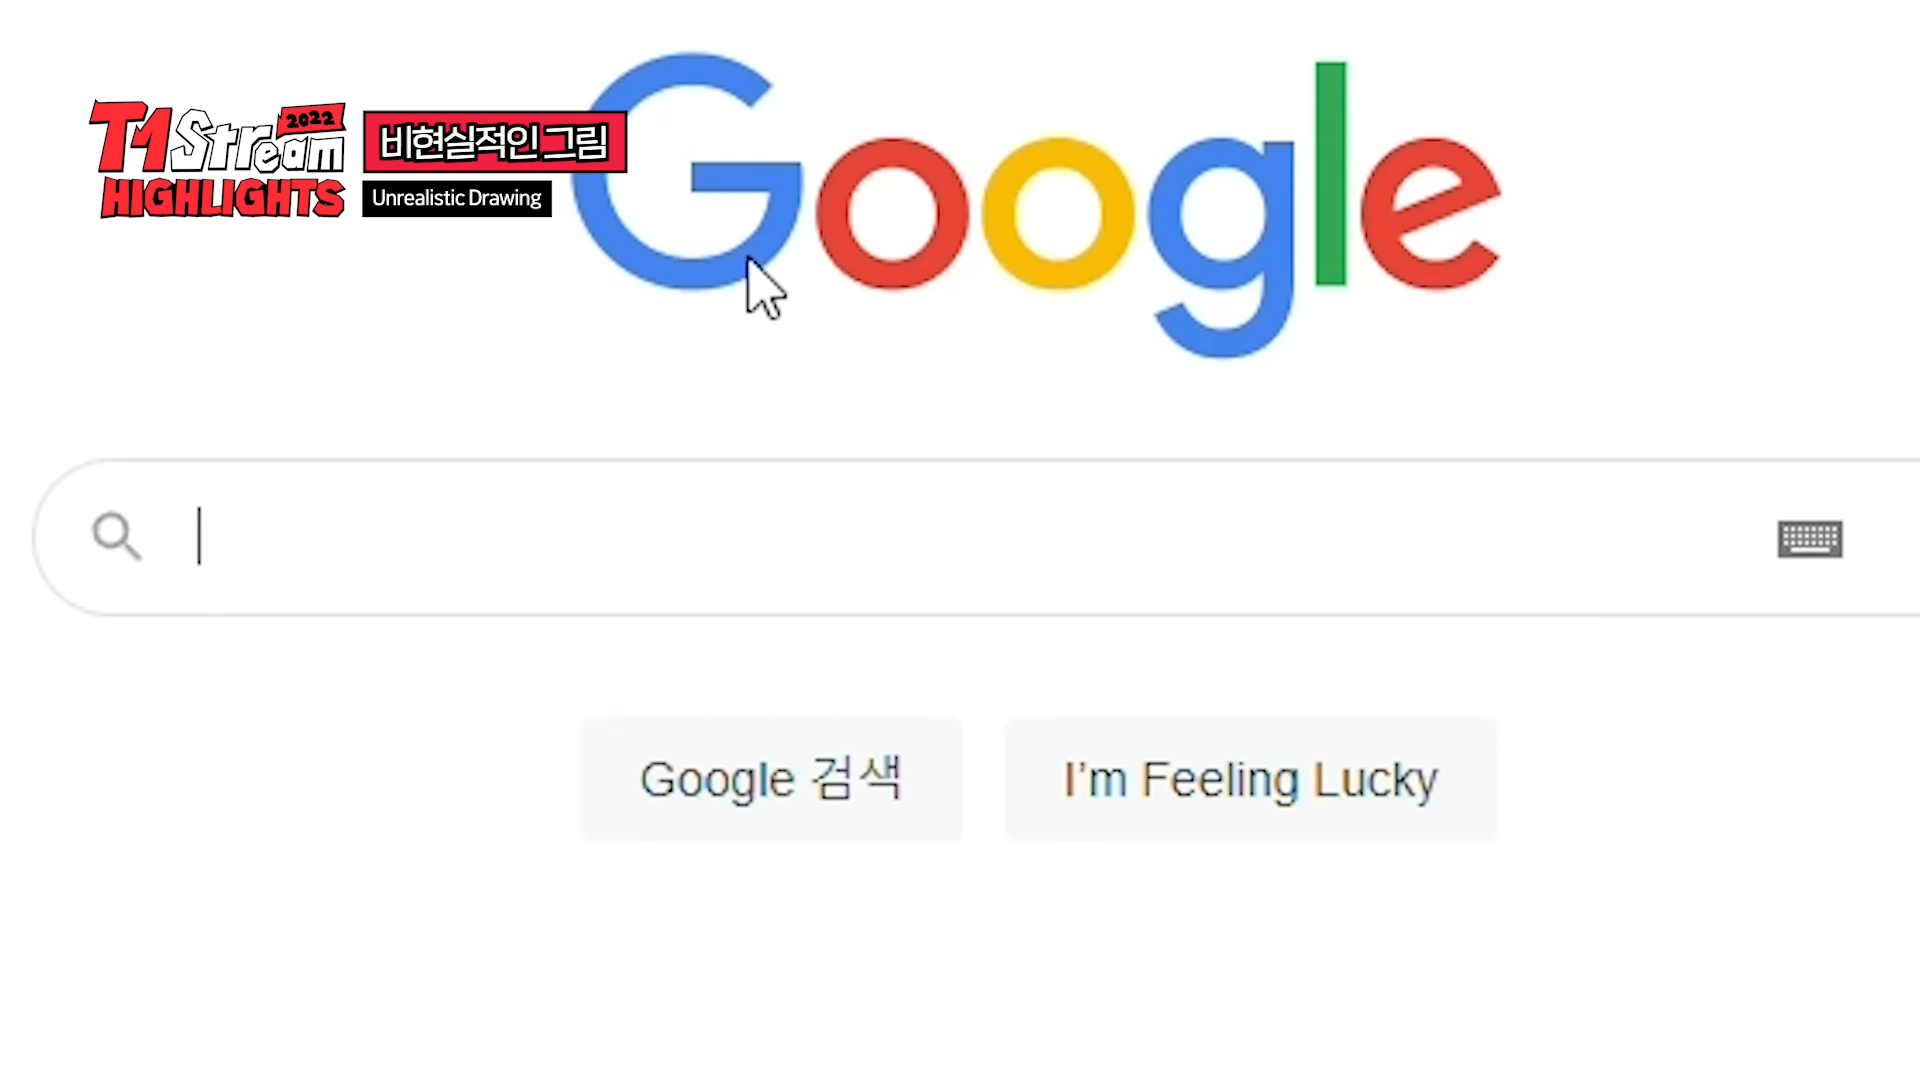 T1 Stream 2022
HIGHLIGHTS
비현실적인 그림
Unrealistic Drawing
Google
Google 검색
I'm Feeling Lucky